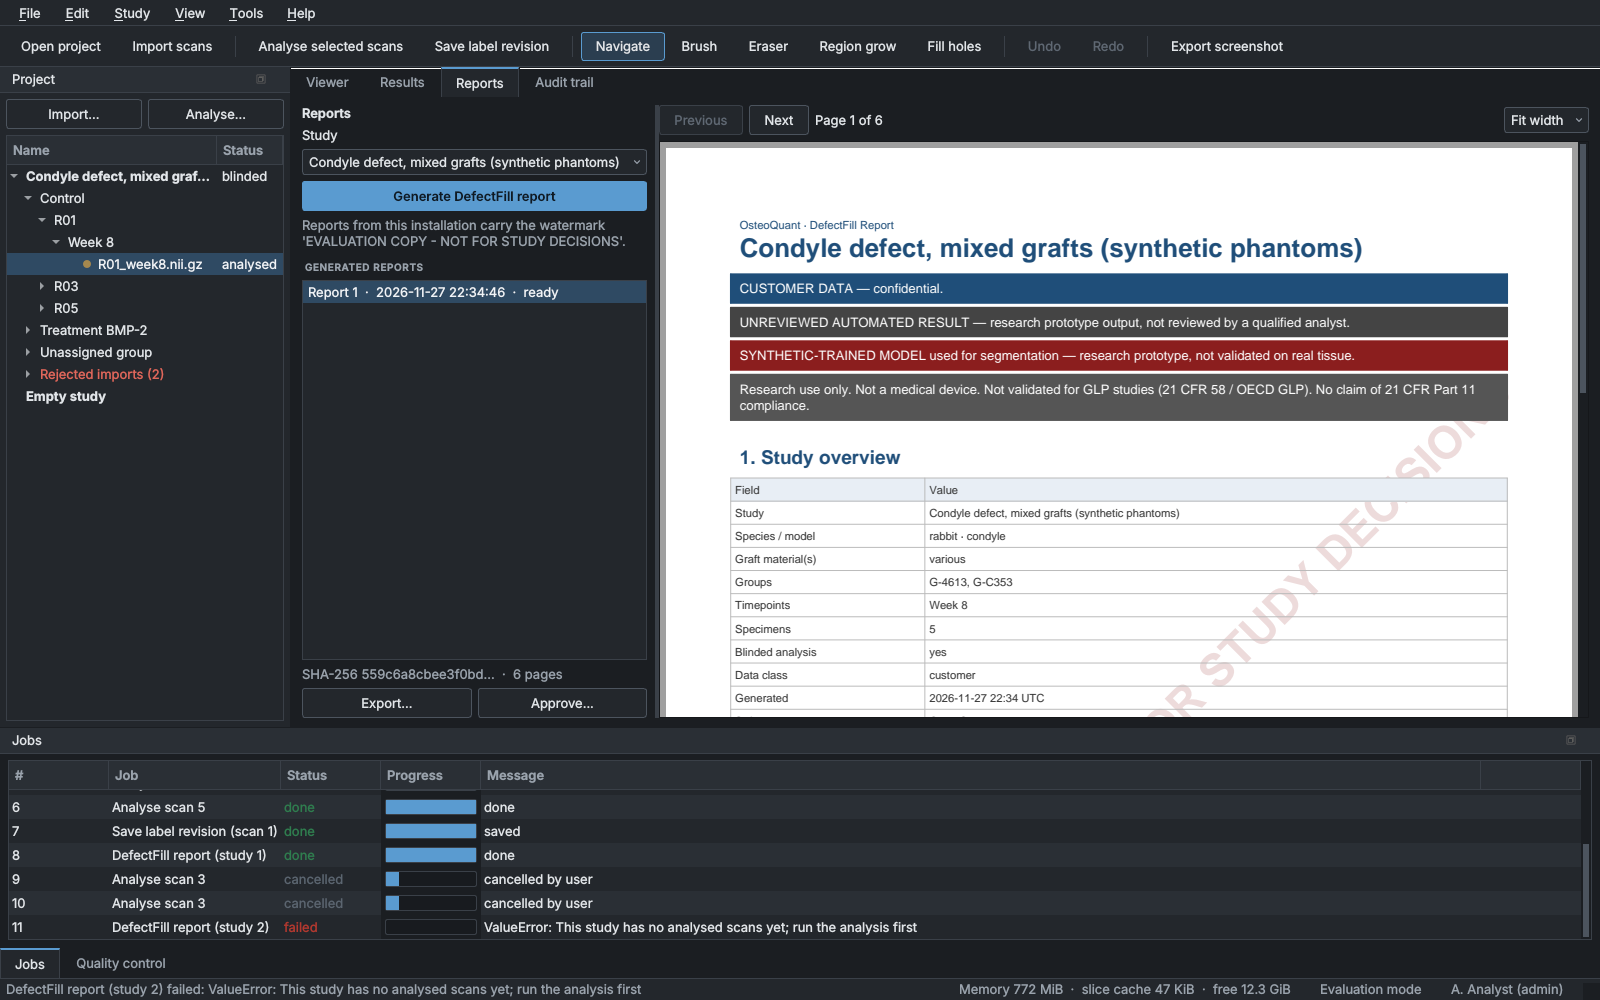 File Edit Study View Tools Help
Open project Import scans Analyse selected scans Save label revision Navigate Brush Eraser Region grow Fill holes Undo Redo Export screenshot
Project
Import... Analyse...
Name Status
Condyle defect, mixed graf... blinded
Control
R01
Week 8
R01_week8.nii.gz analysed
R03
R05
Treatment BMP-2
Unassigned group
Rejected imports (2)
Empty study
Viewer Results Reports Audit trail
Reports
Study
Condyle defect, mixed grafts (synthetic phantoms)
Generate DefectFill report
Reports from this installation carry the watermark
'EVALUATION COPY - NOT FOR STUDY DECISIONS'.
GENERATED REPORTS
Report 1 · 2026-11-27 22:34:46 · ready
SHA-256 559c6a8cbee3f0bd... · 6 pages
Export... Approve...
Previous Next Page 1 of 6 Fit width
OsteoQuant · DefectFill Report
Condyle defect, mixed grafts (synthetic phantoms)
CUSTOMER DATA — confidential.
UNREVIEWED AUTOMATED RESULT — research prototype output, not reviewed by a qualified analyst.
SYNTHETIC-TRAINED MODEL used for segmentation — research prototype, not validated on real tissue.
Research use only. Not a medical device. Not validated for GLP studies (21 CFR 58 / OECD GLP). No claim of 21 CFR Part 11
compliance.
1. Study overview
Field Value
Study Condyle defect, mixed grafts (synthetic phantoms)
Species / model rabbit · condyle
Graft material(s) various
Groups G-4613, G-C353
Timepoints Week 8
Specimens 5
Blinded analysis yes
Data class customer
Generated 2026-11-27 22:34 UTC
OR STUDY DECISION
Jobs
# Job Status Progress Message
6 Analyse scan 5 done done
7 Save label revision (scan 1) done saved
8 DefectFill report (study 1) done done
9 Analyse scan 3 cancelled cancelled by user
10 Analyse scan 3 cancelled cancelled by user
11 DefectFill report (study 2) failed ValueError: This study has no analysed scans yet; run the analysis first
Jobs Quality control
DefectFill report (study 2) failed: ValueError: This study has no analysed scans yet; run the analysis first Memory 772 MiB · slice cache 47 KiB · free 12.3 GiB Evaluation mode A. Analyst (admin)